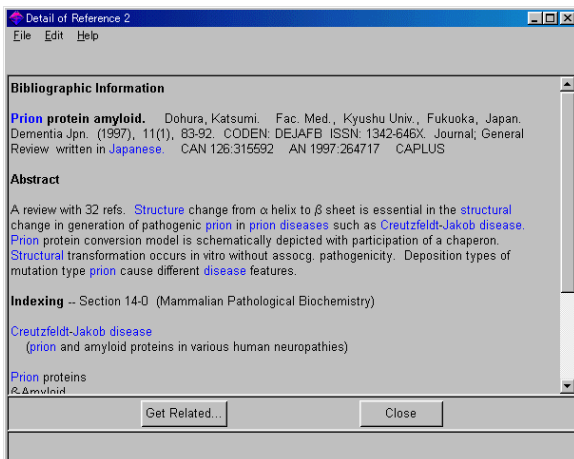 Detail of Reference 2
File Edit Help
Bibliographic Information
Prion protein amyloid. Dohura, Katsumi. Fac. Med., Kyushu Univ., Fukuoka, Japan.
Dementia Jpn. (1997), 11(1), 83-92. CODEN: DEJAFB ISSN: 1342-646X. Journal; General
Review written in Japanese. CAN 126:315592 AN 1997:264717 CAPLUS
Abstract
A review with 32 refs. Structure change from α helix to β sheet is essential in the structural
change in generation of pathogenic prion in prion diseases such as Creutzfeldt-Jakob disease.
Prion protein conversion model is schematically depicted with participation of a chaperon.
Structural transformation occurs in vitro without assocg. pathogenicity. Deposition types of
mutation type prion cause different disease features.
Indexing -- Section 14-0 (Mammalian Pathological Biochemistry)
Creutzfeldt-Jakob disease
(prion and amyloid proteins in various human neuropathies)
Prion proteins
β-Amyloid
Get Related... Close